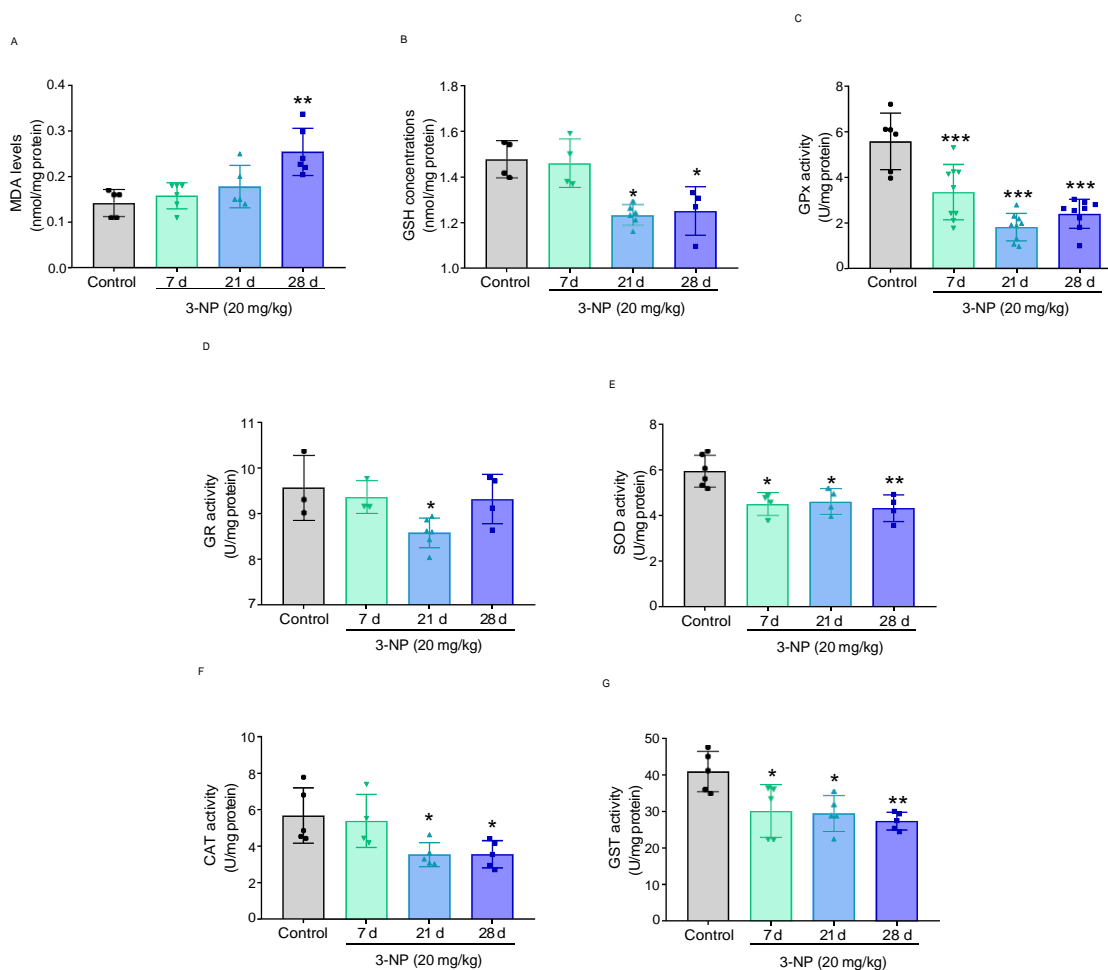 A
MDA levels
(nmol/mg protein)
0.4
0.3
0.2
0.1
0.0
**
Control
7 d
21 d
28 d
3-NP (20 mg/kg)
B
GSH concentrations
(nmol/mg protein)
1.8
1.6
1.4
1.2
1.0
*
*
Control
7 d
21 d
28 d
3-NP (20 mg/kg)
C
GPx activity
(U/mg protein)
8
6
4
2
0
***
***
***
Control
7 d
21 d
28 d
3-NP (20 mg/kg)
D
GR activity
(U/mg protein)
11
10
9
8
7
*
Control
7 d
21 d
28 d
3-NP (20 mg/kg)
E
SOD activity
(U/mg protein)
8
6
4
2
0
*
*
**
Control
7 d
21 d
28 d
3-NP (20 mg/kg)
F
CAT activity
(U/mg protein)
10
8
6
4
2
0
*
*
Control
7 d
21 d
28 d
3-NP (20 mg/kg)
G
GST activity
(U/mg protein)
50
40
30
20
10
0
*
*
**
Control
7 d
21 d
28 d
3-NP (20 mg/kg)